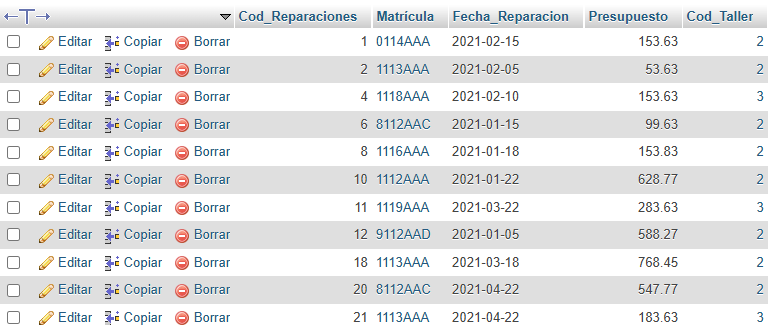 Cod_Reparaciones Matrícula Fecha_Reparacion Presupuesto Cod_Taller
Editar Copiar Borrar 1 0114AAA 2021-02-15 153.63 2
Editar Copiar Borrar 2 1113AAA 2021-02-05 53.63 2
Editar Copiar Borrar 4 1118AAA 2021-02-10 153.63 3
Editar Copiar Borrar 6 8112AAC 2021-01-15 99.63 2
Editar Copiar Borrar 8 1116AAA 2021-01-18 153.83 2
Editar Copiar Borrar 10 1112AAA 2021-01-22 628.77 2
Editar Copiar Borrar 11 1119AAA 2021-03-22 283.63 3
Editar Copiar Borrar 12 9112AAD 2021-01-05 588.27 2
Editar Copiar Borrar 18 1113AAA 2021-03-18 768.45 2
Editar Copiar Borrar 20 8112AAC 2021-04-22 547.77 2
Editar Copiar Borrar 21 1113AAA 2021-04-22 183.63 3